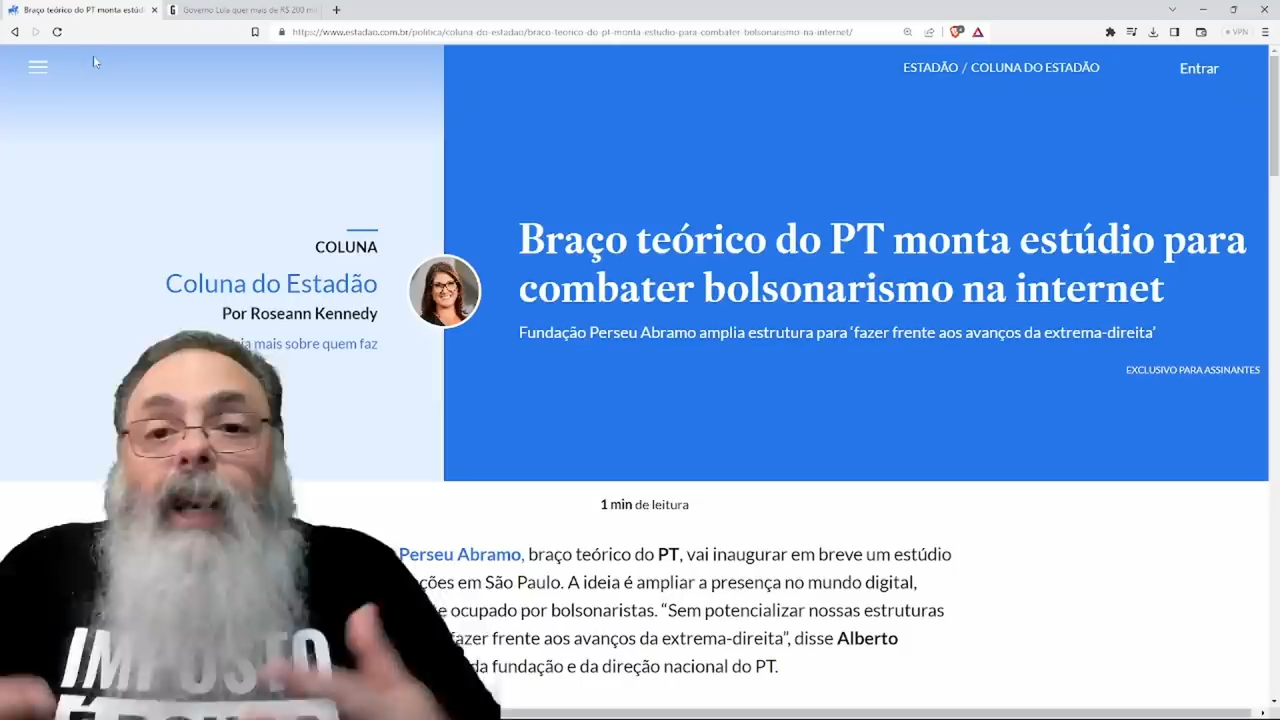 Braço teórico do PT monta estúdi
Governo Lula quer mais de R$ 200 mi
https://www.estadao.com.br/politica/coluna-do-estadao/braco-teorico-do-pt-monta-estudio-para-combater-bolsonarismo-na-internet/
VPN
ESTADÃO / COLUNA DO ESTADÃO
Entrar
COLUNA
Coluna do Estadão
Por Roseann Kennedy
mais sobre quem faz
Braço teórico do PT monta estúdio para
combater bolsonarismo na internet
Fundação Perseu Abramo amplia estrutura para ‘fazer frente aos avanços da extrema-direita’
EXCLUSIVO PARA ASSINANTES
1 min de leitura
Perseu Abramo, braço teórico do PT, vai inaugurar em breve um estúdio
ções em São Paulo. A ideia é ampliar a presença no mundo digital,
e ocupado por bolsonaristas. “Sem potencializar nossas estruturas
fazer frente aos avanços da extrema-direita”, disse Alberto
da fundação e da direção nacional do PT.
IMPOSTO
É